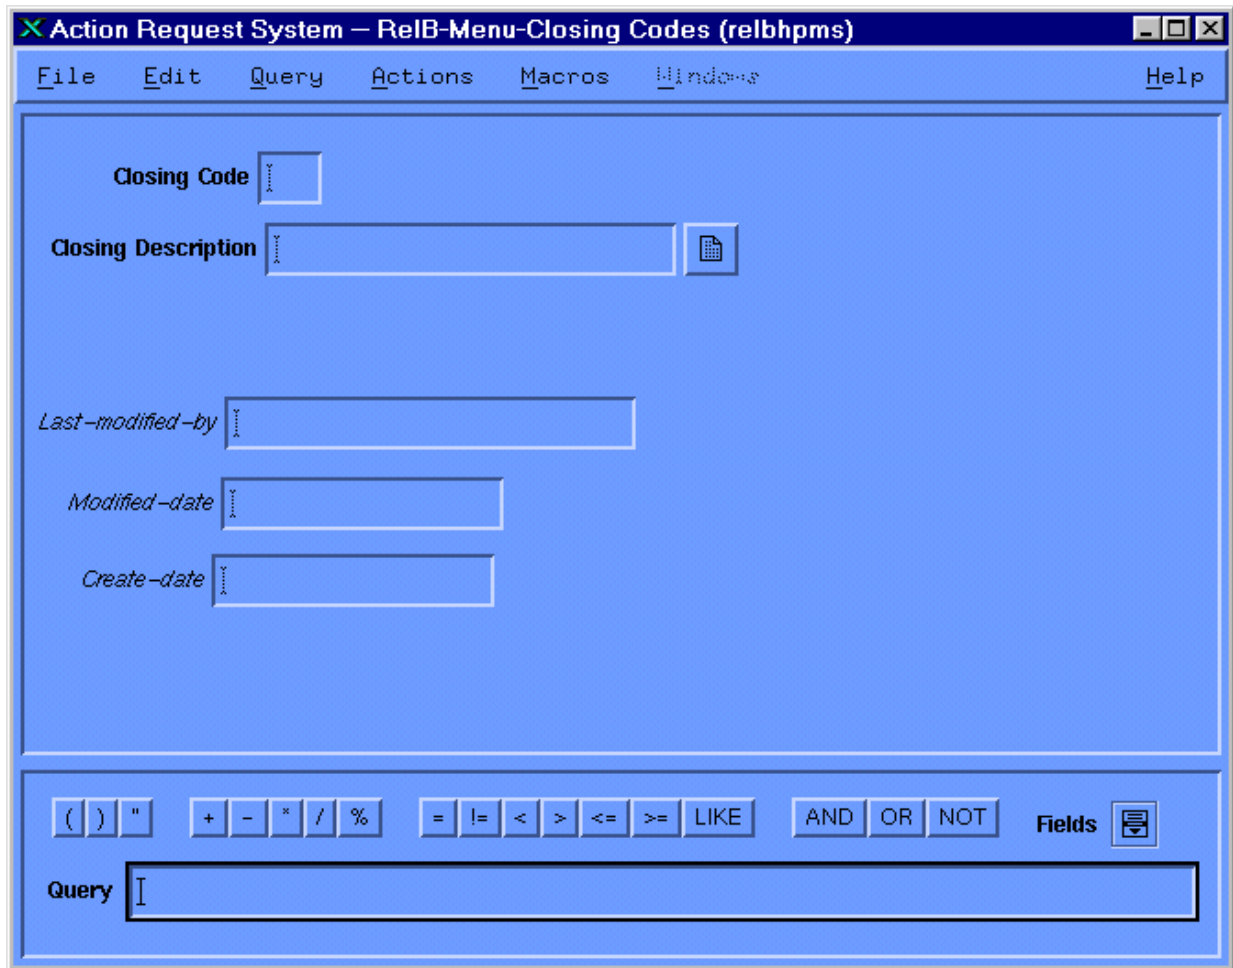 Action Request System – RelB-Menu-Closing Codes (relbhpms)
File Edit Query Actions Macros Windows Help
Closing Code
Closing Description
Last-modified-by
Modified-date
Create-date
( ) " + - * / % = != < > <= >= LIKE AND OR NOT Fields
Query